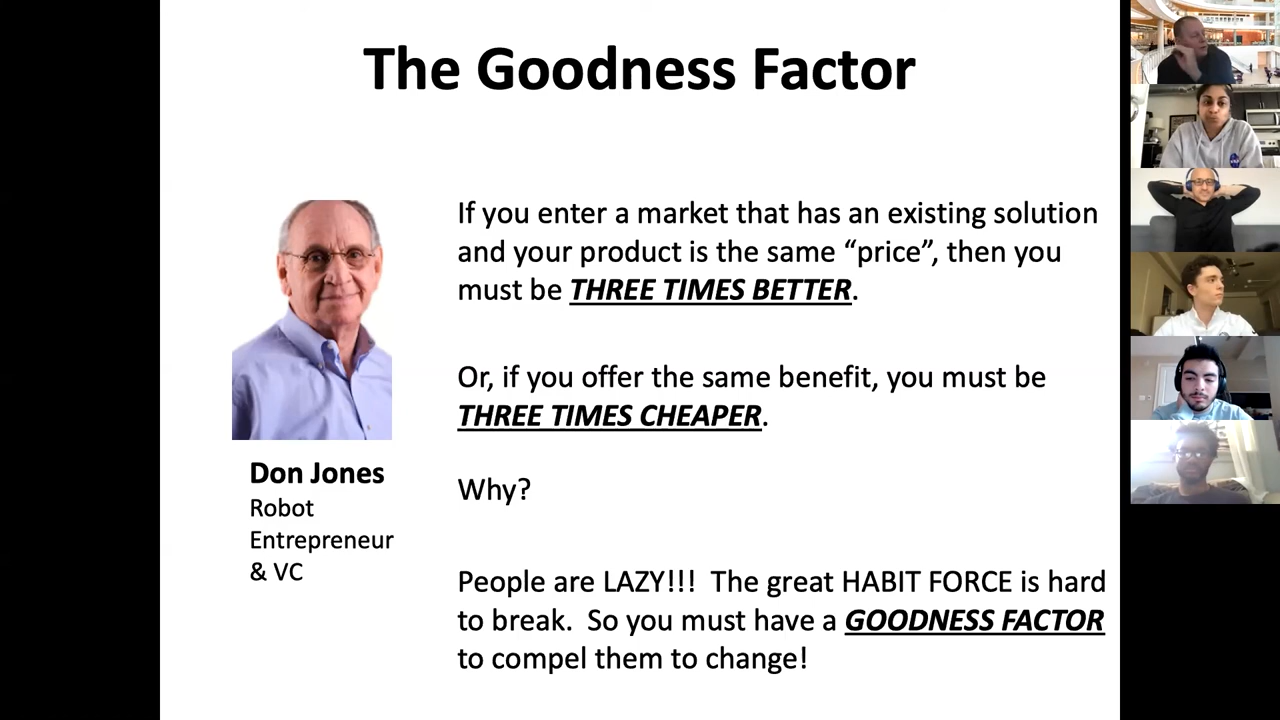 The Goodness Factor
If you enter a market that has an existing solution
and your product is the same “price”, then you
must be THREE TIMES BETTER.
Or, if you offer the same benefit, you must be
THREE TIMES CHEAPER.
Why?
People are LAZY!!!  The great HABIT FORCE is hard
to break.  So you must have a GOODNESS FACTOR
to compel them to change!
Don Jones
Robot
Entrepreneur
& VC